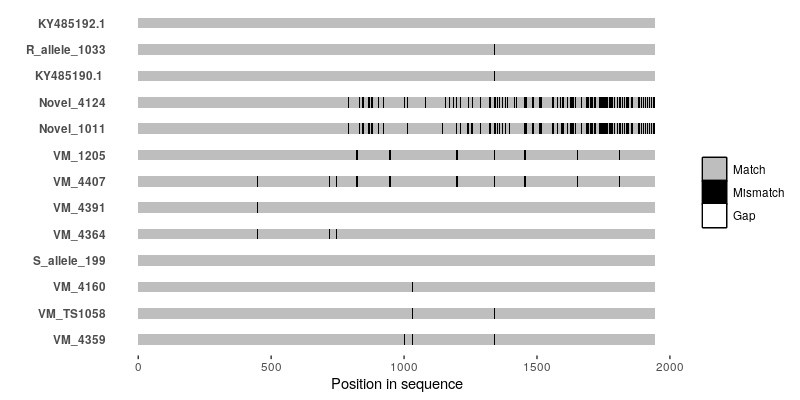 KY485192.1
R_allele_1033
KY485190.1
Novel_4124
Novel_1011
VM_1205
VM_4407
VM_4391
VM_4364
S_allele_199
VM_4160
VM_TS1058
VM_4359
0 500 1000 1500 2000
Position in sequence
Match
Mismatch
Gap